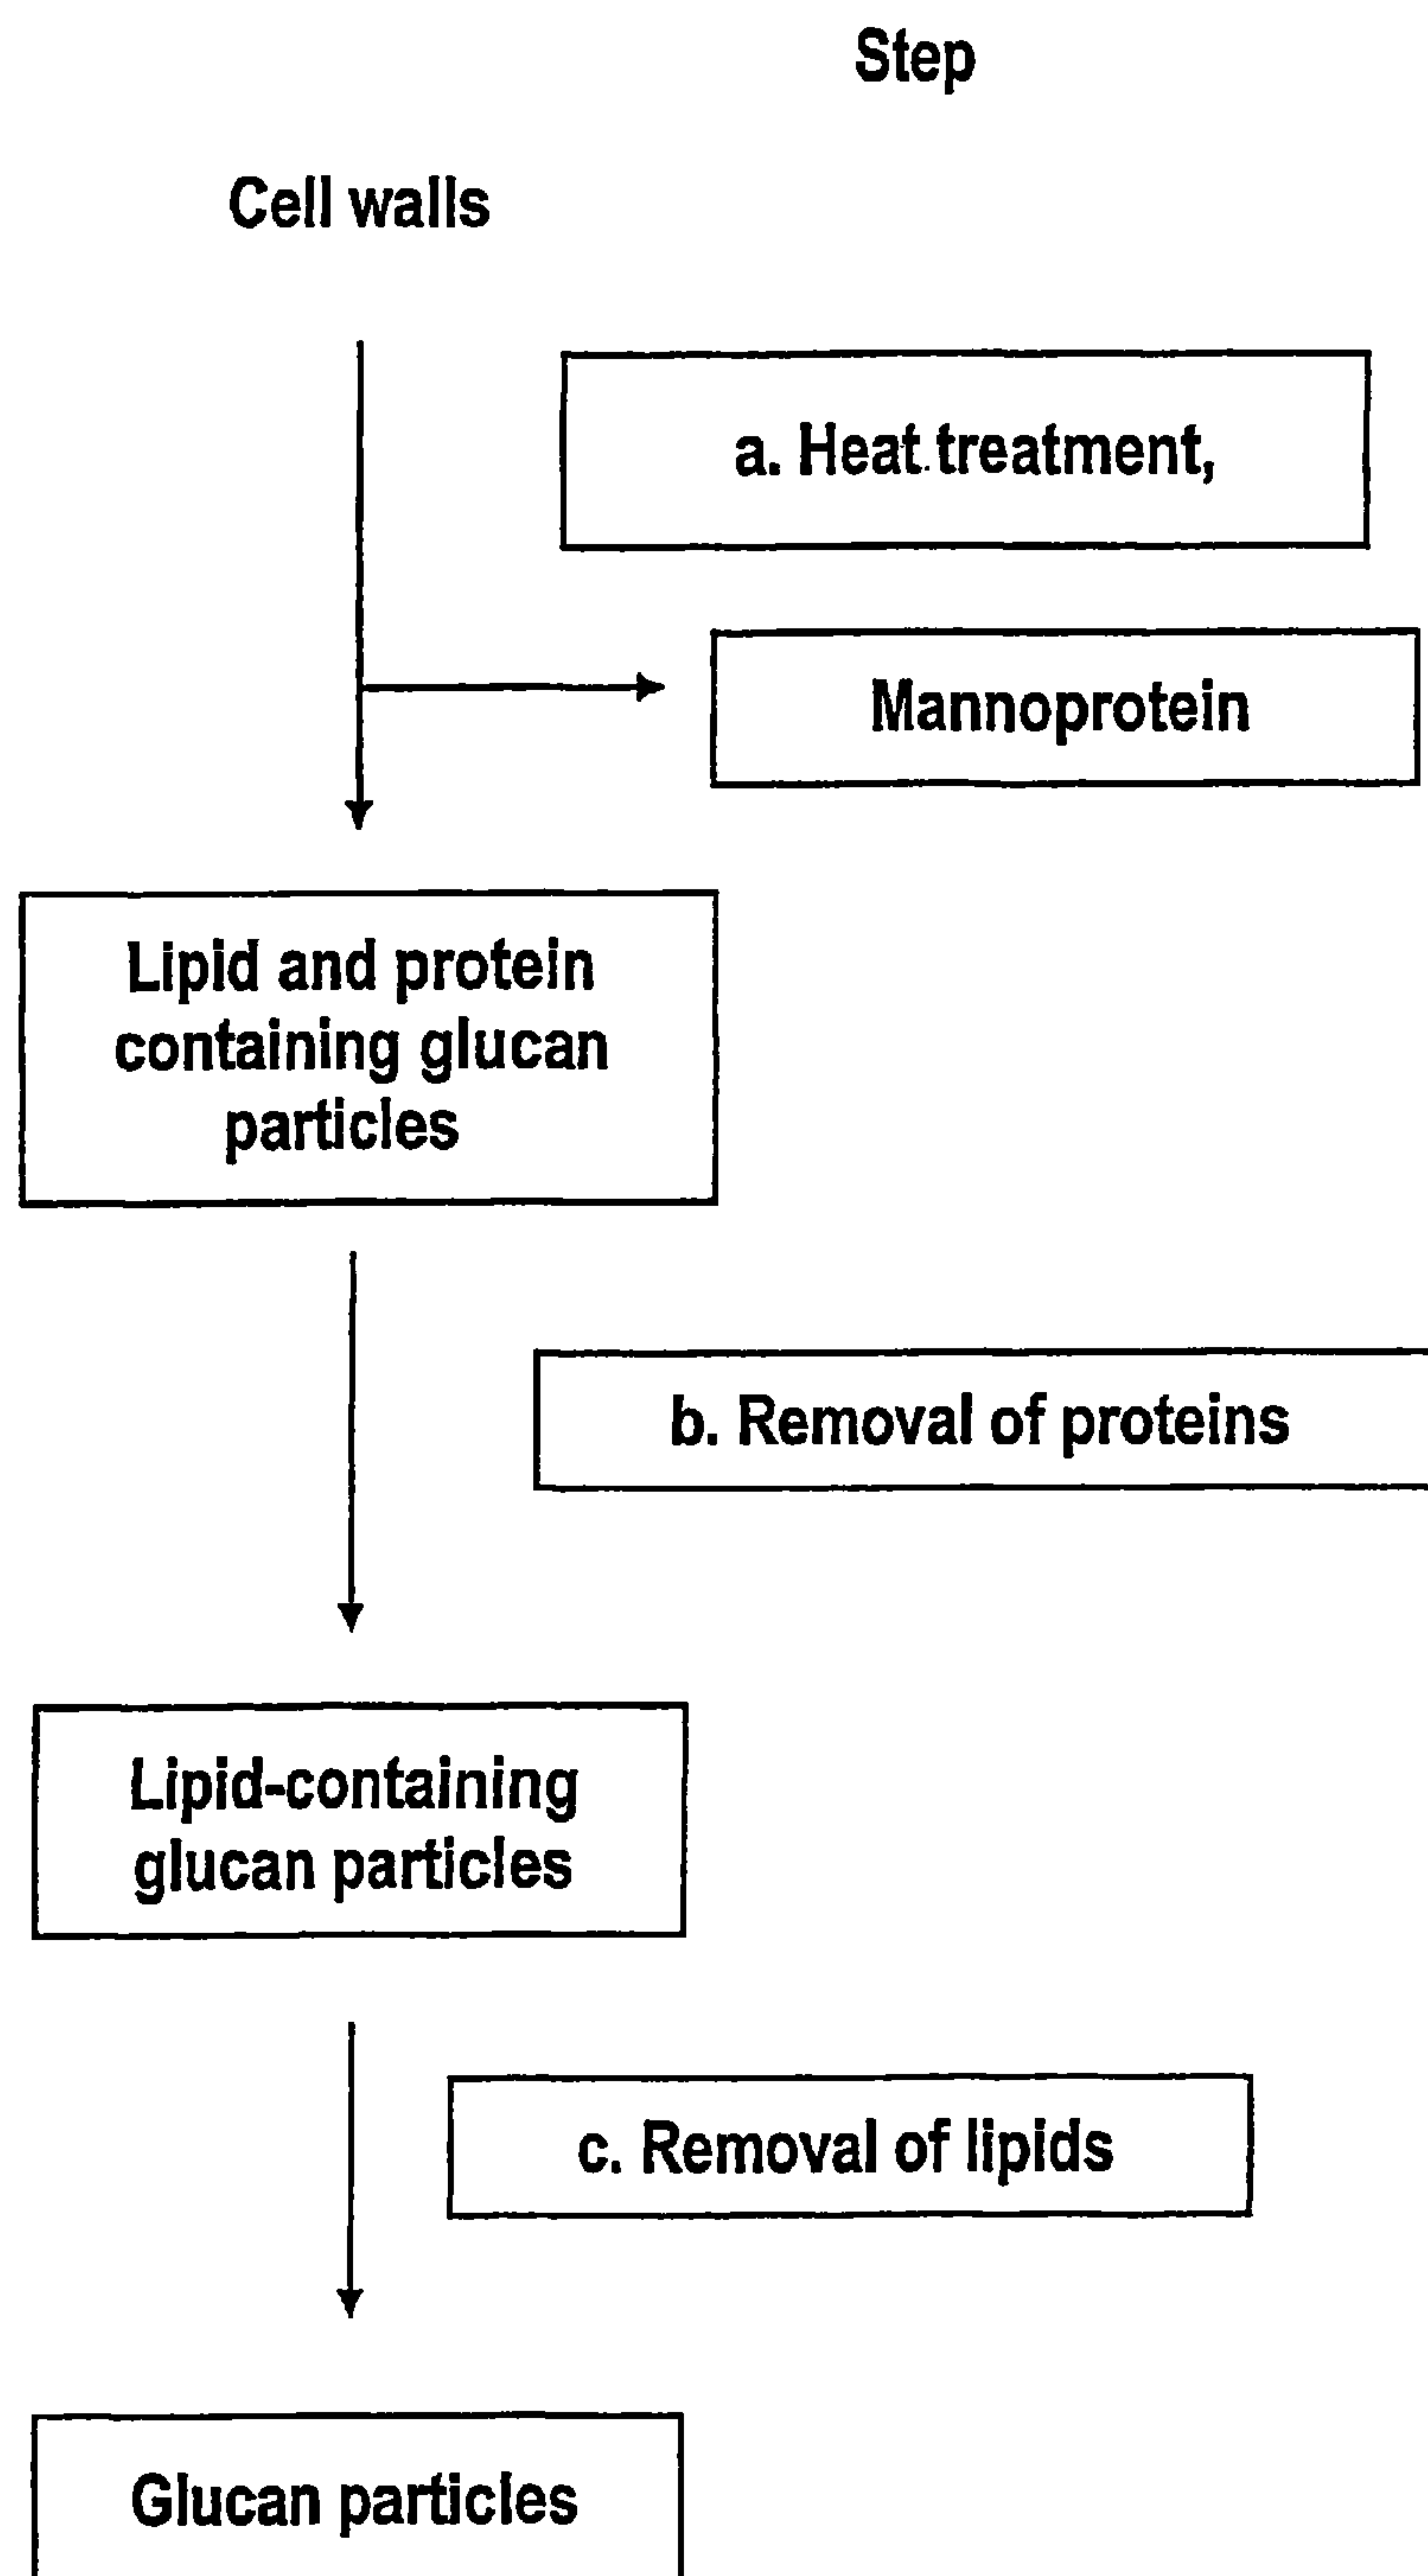 Step
Cell walls
a. Heat treatment,
Mannoprotein
Lipid and protein
containing glucan
particles
b. Removal of proteins
Lipid-containing
glucan particles
c. Removal of lipids
Glucan particles